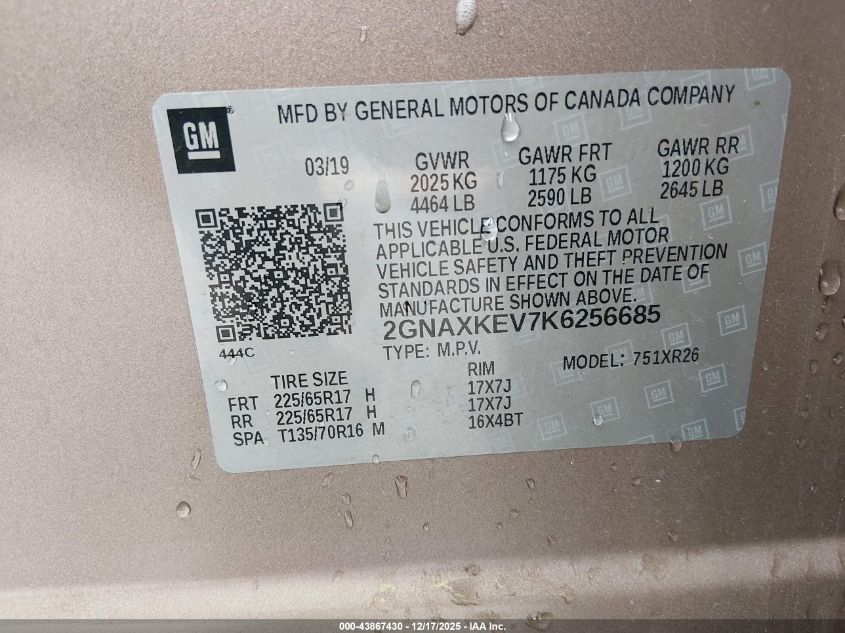 MFD BY GENERAL MOTORS OF CANADA COMPANY
GM
03/19 GVWR GAWR FRT GAWR RR
2025 KG 1175 KG 1200 KG
4464 LB 2590 LB 2645 LB
THIS VEHICLE CONFORMS TO ALL
APPLICABLE U.S. FEDERAL MOTOR
VEHICLE SAFETY AND THEFT PREVENTION
STANDARDS IN EFFECT ON THE DATE OF
MANUFACTURE SHOWN ABOVE.
2GNAXKEV7K6256685
444C
TYPE: M.P.V. MODEL: 751XR26
TIRE SIZE RIM
FRT 225/65R17 H 17X7J
RR 225/65R17 H 17X7J
SPA T135/70R16 M 16X4BT
000-43867430 - 12/17/2025 - IAA Inc.